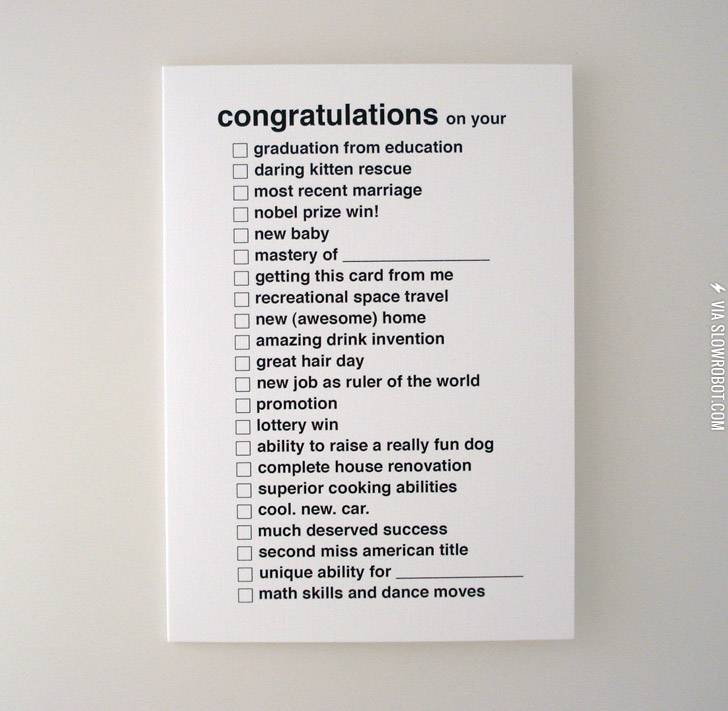 congratulations on your
graduation from education
daring kitten rescue
most recent marriage
nobel prize win!
new baby
mastery of
getting this card from me
recreational space travel
new (awesome) home
amazing drink invention
great hair day
new job as ruler of the world
promotion
lottery win
ability to raise a really fun dog
complete house renovation
superior cooking abilities
cool. new. car.
much deserved success
second miss american title
unique ability for
math skills and dance moves
VIA SLOWROBOT.COM